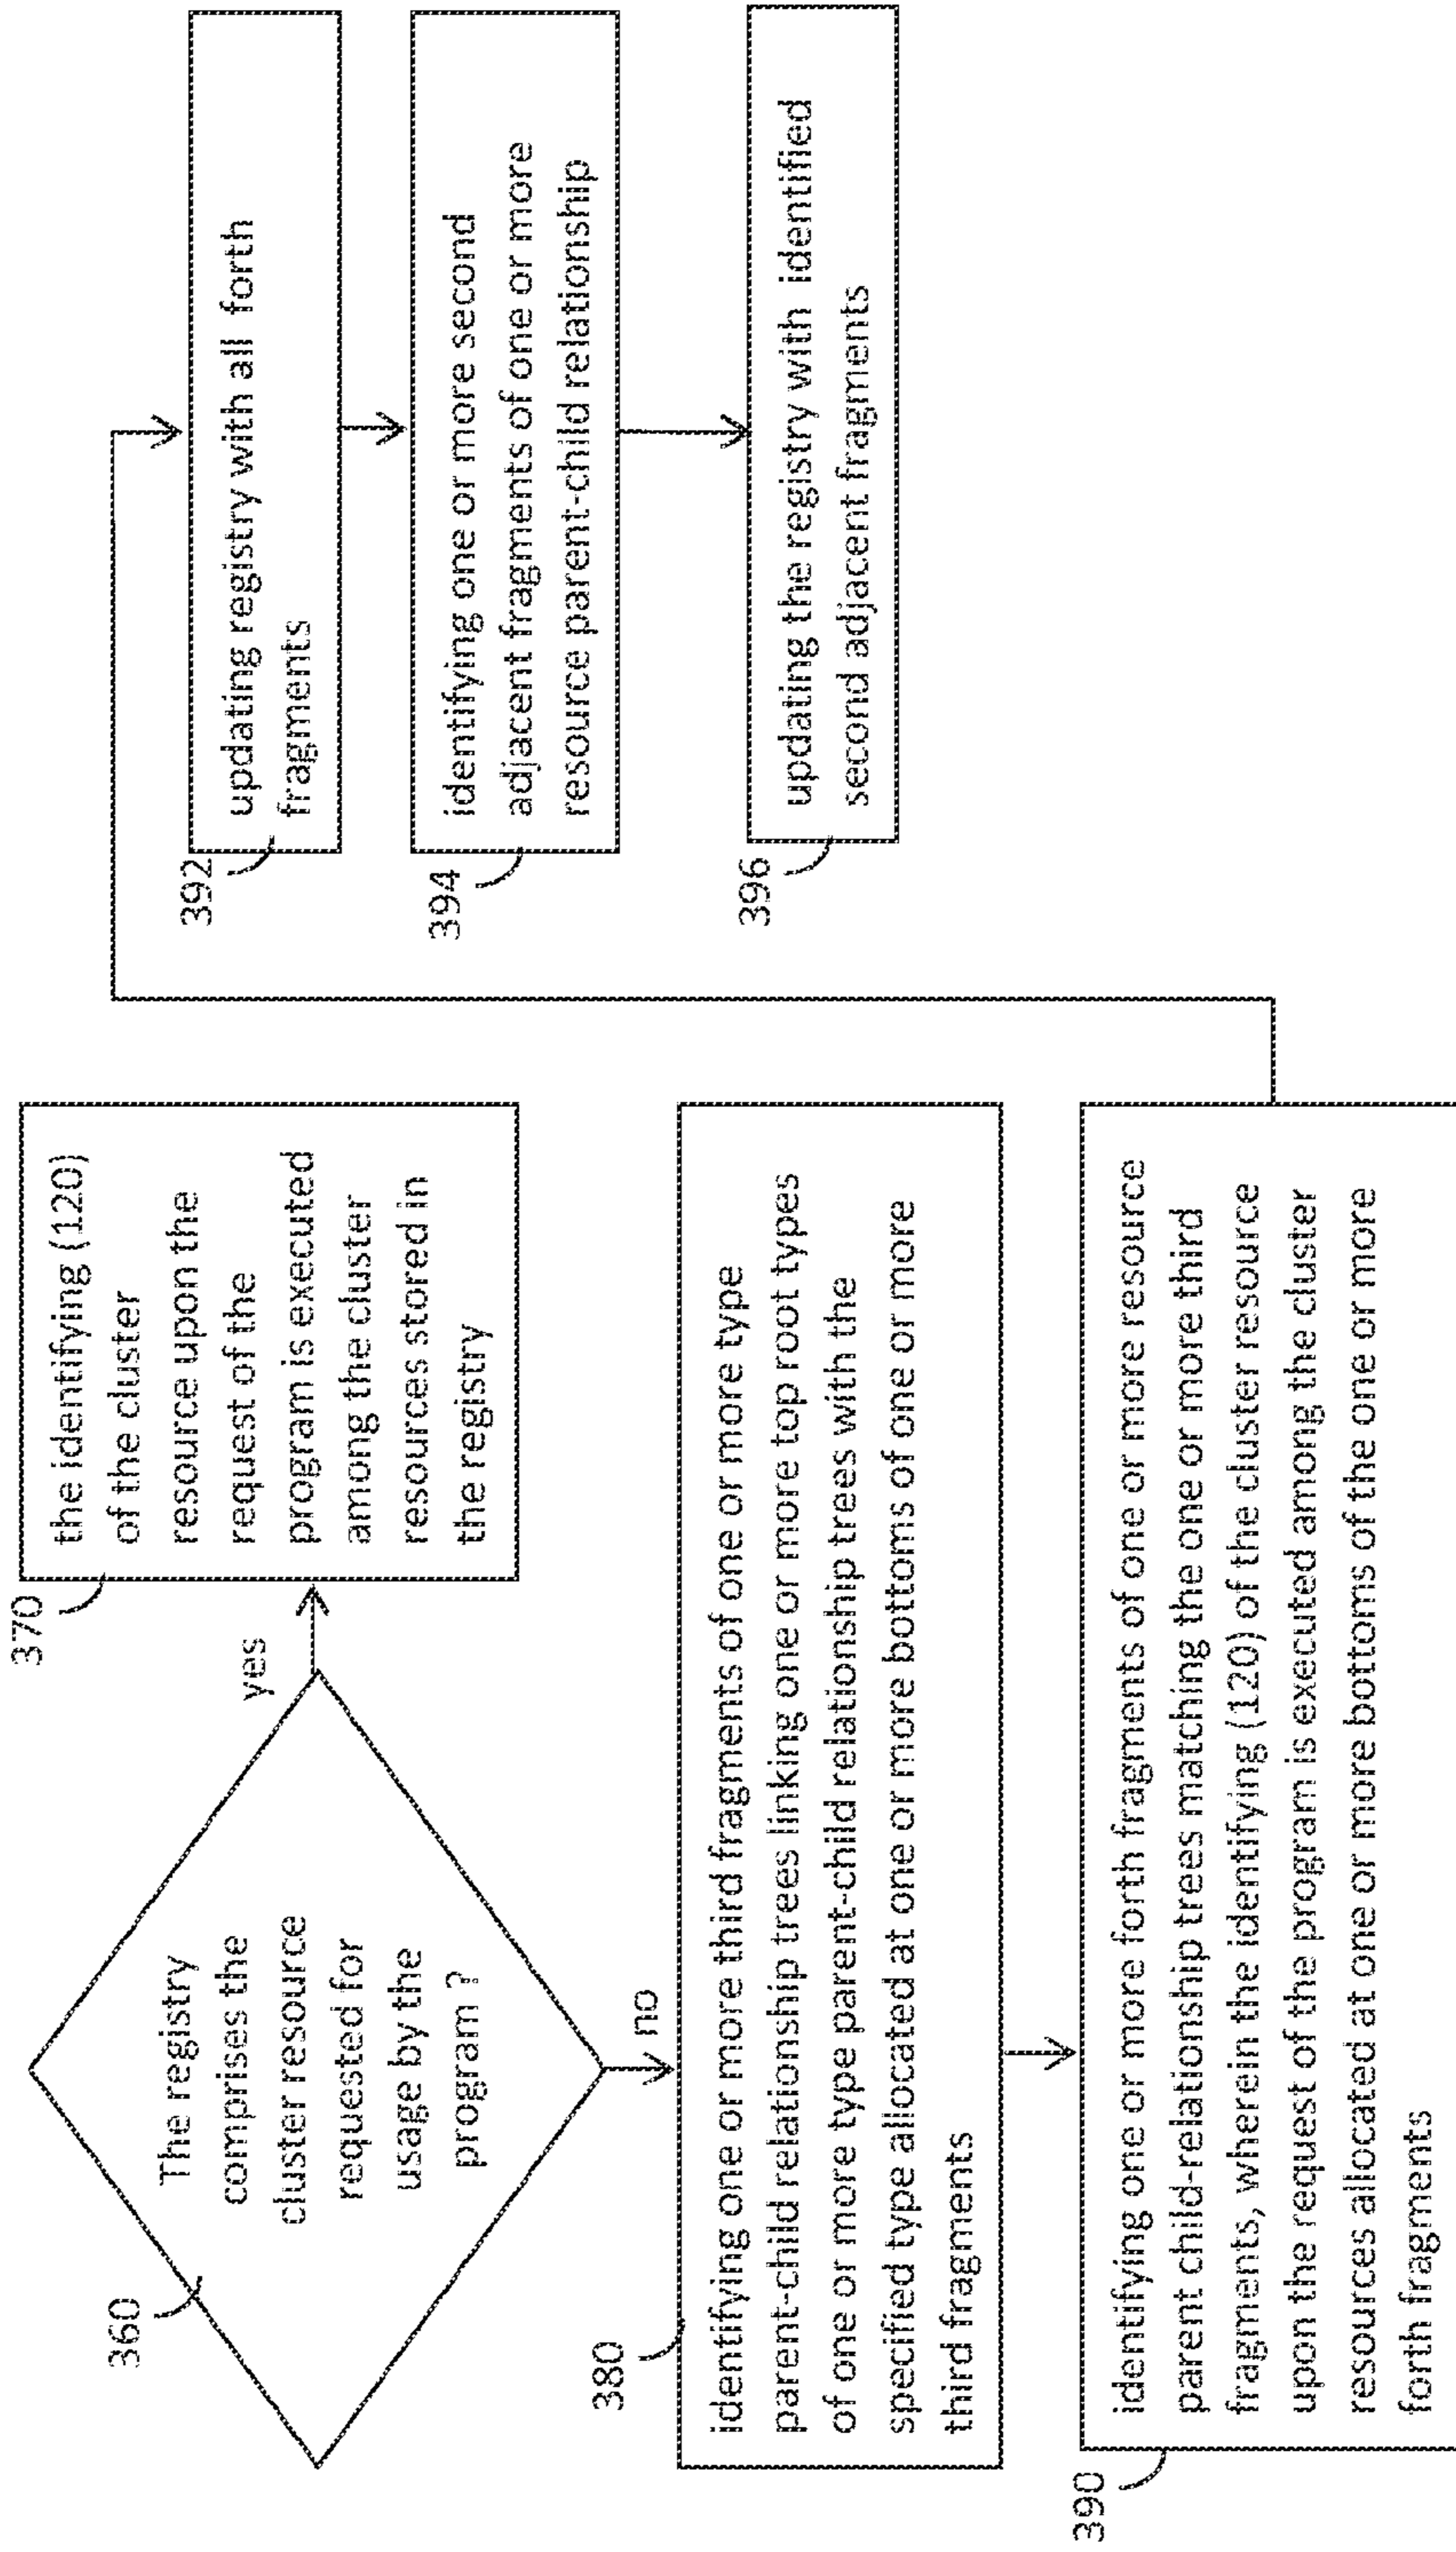 360
The registry
comprises the
cluster resource
requested for
usage by the
program ?
yes
no
370
the identifying (120)
of the cluster
resource upon the
request of the
program is executed
among the cluster
resources stored in
the registry
380
identifying one or more third fragments of one or more type
parent-child relationship trees linking one or more top root types
of one or more type parent-child relationship trees with the
specified type allocated at one or more bottoms of one or more
third fragments
390
identifying one or more forth fragments of one or more resource
parent child-relationship trees matching the one or more third
fragments, wherein the identifying (120) of the cluster resource
upon the request of the program is executed among the cluster
resources allocated at one or more bottoms of the one or more
forth fragments
392
updating registry with all forth
fragments
394
identifying one or more second
adjacent fragments of one or more
resource parent-child relationship
396
updating the registry with identified
second adjacent fragments